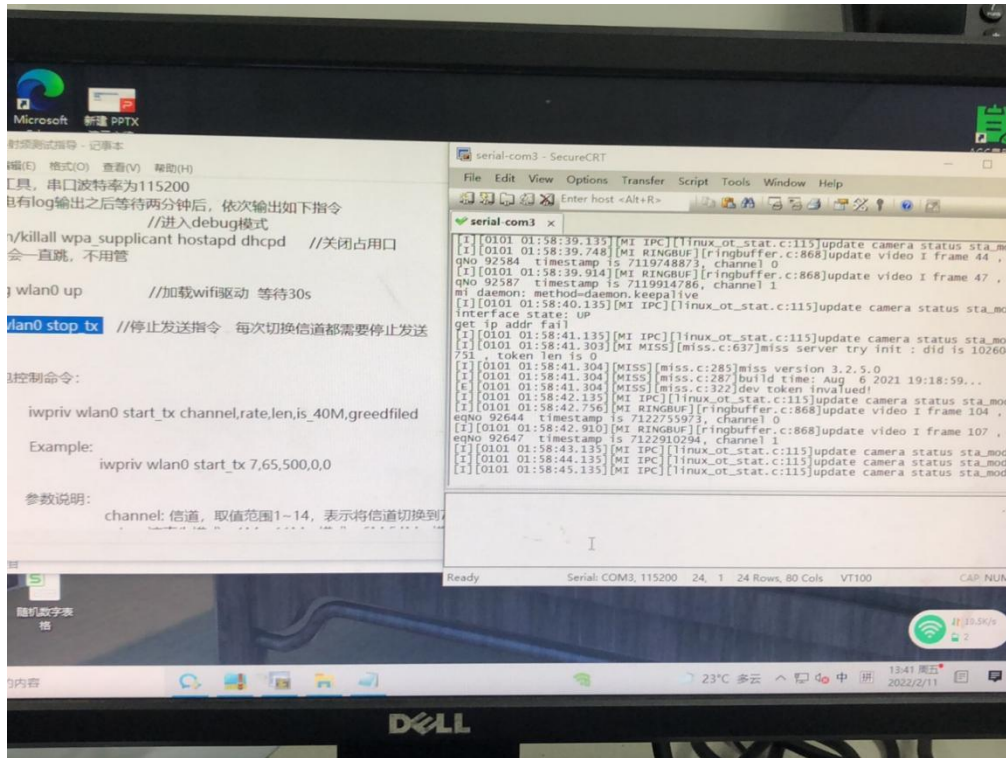 Microsoft
新建 PPTX
射频测试指导 - 记事本
编辑(E) 格式(O) 查看(V) 帮助(H)
工具，串口波特率为115200
电有log输出之后等待两分钟后，依次输出如下指令
//进入debug模式
n/killall wpa_supplicant hostapd dhcpd //关闭占用口
会一直跳，不用管
g wlan0 up //加载wifi驱动 等待30s
wlan0 stop_tx //停止发送指令 每次切换信道都需要停止发送
控制命令：
iwpriv wlan0 start_tx channel,rate,len,is_40M,greedfiled
Example:
iwpriv wlan0 start_tx 7,65,500,0,0
参数说明：
channel: 信道，取值范围1~14，表示将信道切换到7
serial-com3 - SecureCRT
File Edit View Options Transfer Script Tools Window Help
Enter host <Alt+R>
serial-com3 x
[I][0101 01:58:39.135][MI IPC][linux_ot_stat.c:115]update camera status sta_mo
[I][0101 01:58:39.748][MI RINGBUF][ringbuffer.c:868]update video I frame 44 ,
qNo 92584 timestamp is 7119748873, channel 0
[I][0101 01:58:39.914][MI RINGBUF][ringbuffer.c:868]update video I frame 47 ,
qNo 92587 timestamp is 7119914786, channel 1
mi daemon: method=daemon.keepalive
[I][0101 01:58:40.135][MI IPC][linux_ot_stat.c:115]update camera status sta_mo
interface state: UP
get ip addr fail
[I][0101 01:58:41.135][MI IPC][linux_ot_stat.c:115]update camera status sta_mo
[I][0101 01:58:41.303][MI MISS][miss.c:637]miss server try init : did is 10260
751 , token len is 0
[I][0101 01:58:41.304][MISS][miss.c:285]miss version 3.2.5.0
[I][0101 01:58:41.304][MISS][miss.c:287]build time: Aug 6 2021 19:18:59...
[E][0101 01:58:41.304][MISS][miss.c:322]dev token invalued!
[I][0101 01:58:42.135][MI IPC][linux_ot_stat.c:115]update camera status sta_mod
[I][0101 01:58:42.756][MI RINGBUF][ringbuffer.c:868]update video I frame 104 ,
eqNo 92644 timestamp is 7122755973, channel 0
[I][0101 01:58:42.910][MI RINGBUF][ringbuffer.c:868]update video I frame 107 ,
eqNo 92647 timestamp is 7122910294, channel 1
[I][0101 01:58:43.135][MI IPC][linux_ot_stat.c:115]update camera status sta_mod
[I][0101 01:58:44.135][MI IPC][linux_ot_stat.c:115]update camera status sta_mod
[I][0101 01:58:45.135][MI IPC][linux_ot_stat.c:115]update camera status sta_mod
Ready Serial: COM3, 115200 24, 1 24 Rows, 80 Cols VT100 CAP NUM
随机数字表
格
2
的内容
23°C 多云 中 拼 13:41 周五
2022/2/11
DELL